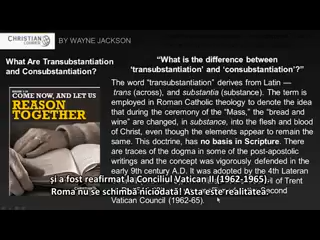 CHRISTIAN COURIER
BY WAYNE JACKSON
What Are Transubstantiation
and Consubstantiation?
COME NOW, AND LET US
REASON
TOGETHER
“What is the difference between
‘transubstantiation’ and ‘consubstantiation’?”
The word “transubstantiation” derives from Latin —
trans (across), and substantia (substance). The term is
employed in Roman Catholic theology to denote the idea
that during the ceremony of the “Mass,” the “bread and
wine” are changed, in substance, into the flesh and blood
of Christ, even though the elements appear to remain the
same. This doctrine, has no basis in Scripture. There
are traces of the dogma in some of the post-apostolic
writings and the concept was vigorously defended in the
early 9th century A.D. It was adopted by the 4th Lateran
of Trent
Second
Vatican Council (1962-65).
și a fost reafirmat la Conciliul Vatican II (1962-1965).
Roma nu se schimbă niciodată! Asta este realitatea.